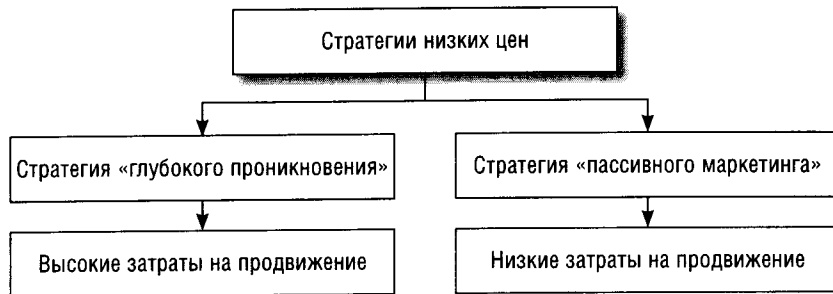 Стратегии низких цен
Стратегия «глубокого проникновения»
Стратегия «пассивного маркетинга»
Высокие затраты на продвижение
Низкие затраты на продвижение